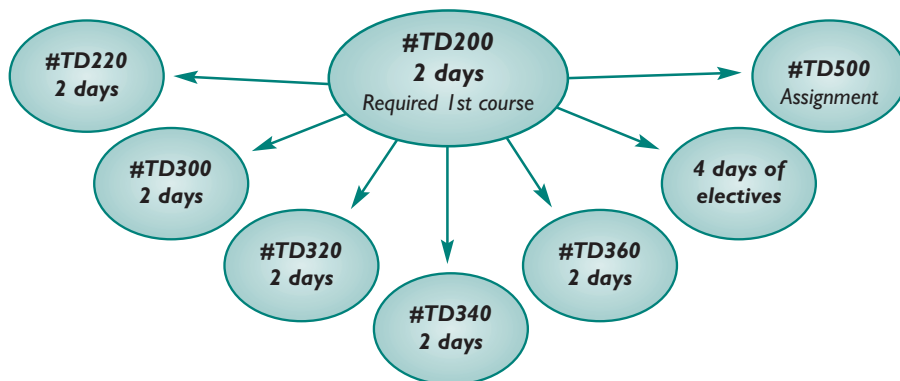 #TD200
2 days
Required 1st course
#TD220
2 days
#TD500
Assignment
#TD300
2 days
4 days of
electives
#TD320
2 days
#TD360
2 days
#TD340
2 days